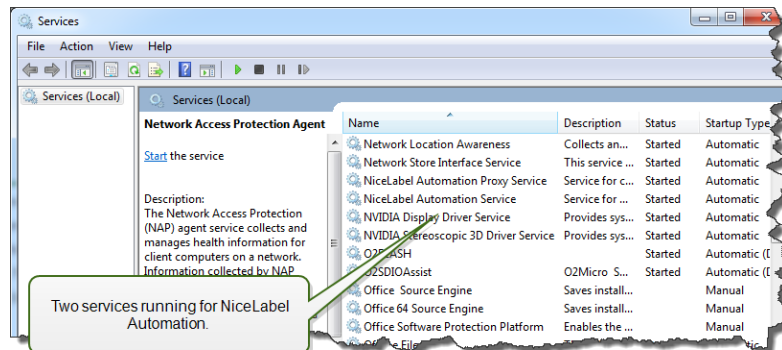 Services
File Action View Help
Services (Local)
Services (Local)
Network Access Protection Agent
Start the service
Description:
The Network Access Protection
(NAP) agent service collects and
manages health information for
client computers on a network.
Information collected by NAP
Name Description Status Startup Type
Network Location Awareness Collects an... Started Automatic
Network Store Interface Service This service ... Started Automatic
NiceLabel Automation Proxy Service Service for c... Started Automatic
NiceLabel Automation Service Service for ... Started Automatic
NVIDIA Display Driver Service Provides sys... Started Automatic
NVIDIA Stereoscopic 3D Driver Service Provides sys... Started Automatic
O2FLASH Started Automatic (D
O2SDIOAssist O2Micro S... Started Automatic (D
Office Source Engine Saves install... Manual
Office 64 Source Engine Saves install... Manual
Office Software Protection Platform Enables the ... Manual
Two services running for NiceLabel
Automation.